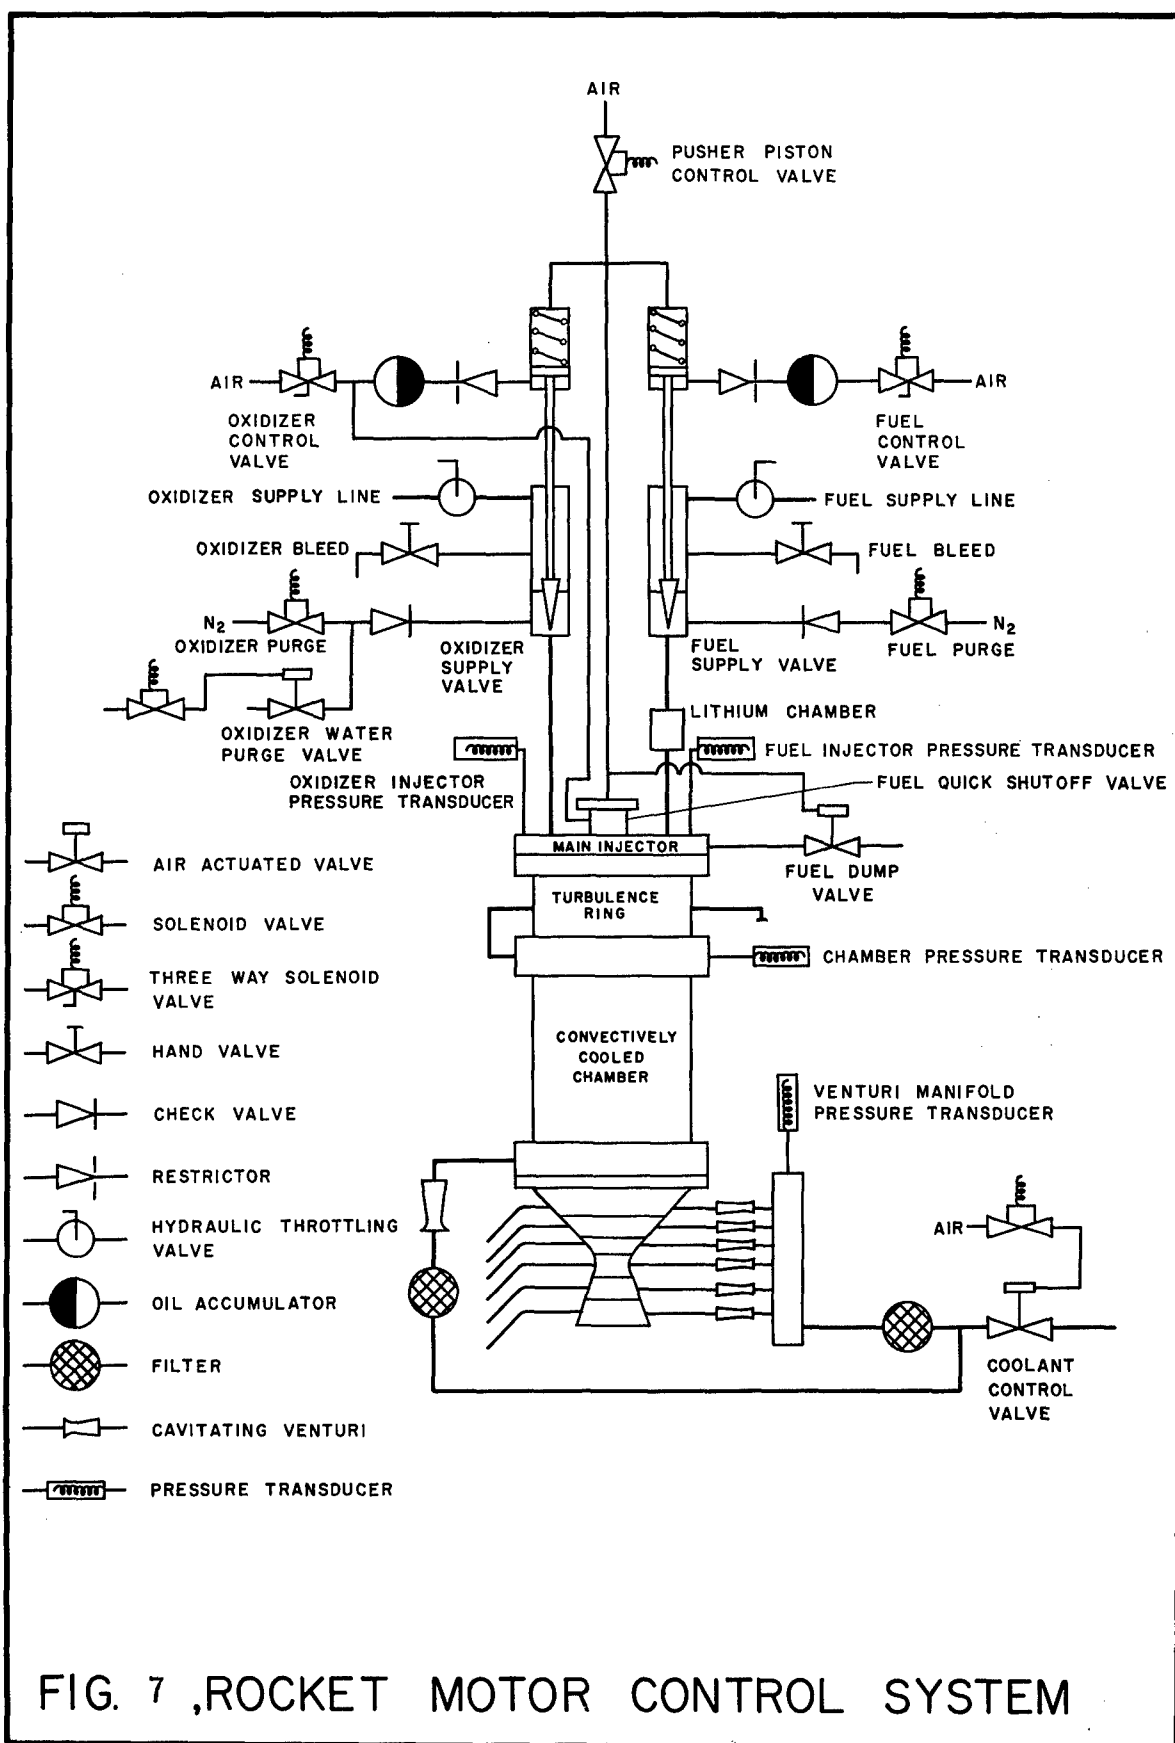 AIR
PUSHER PISTON
CONTROL VALVE
AIR
OXIDIZER
CONTROL
VALVE
AIR
FUEL
CONTROL
VALVE
OXIDIZER SUPPLY LINE
FUEL SUPPLY LINE
OXIDIZER BLEED
FUEL BLEED
N2
OXIDIZER PURGE
OXIDIZER
SUPPLY
VALVE
FUEL
SUPPLY VALVE
N2
FUEL PURGE
OXIDIZER WATER
PURGE VALVE
LITHIUM CHAMBER
OXIDIZER INJECTOR
PRESSURE TRANSDUCER
FUEL INJECTOR PRESSURE TRANSDUCER
FUEL QUICK SHUTOFF VALVE
MAIN INJECTOR
FUEL DUMP
VALVE
TURBULENCE
RING
CHAMBER PRESSURE TRANSDUCER
CONVECTIVELY
COOLED
CHAMBER
VENTURI MANIFOLD
PRESSURE TRANSDUCER
AIR
COOLANT
CONTROL
VALVE
AIR ACTUATED VALVE
SOLENOID VALVE
THREE WAY SOLENOID
VALVE
HAND VALVE
CHECK VALVE
RESTRICTOR
HYDRAULIC THROTTLING
VALVE
OIL ACCUMULATOR
FILTER
CAVITATING VENTURI
PRESSURE TRANSDUCER
FIG. 7 ,ROCKET MOTOR CONTROL SYSTEM